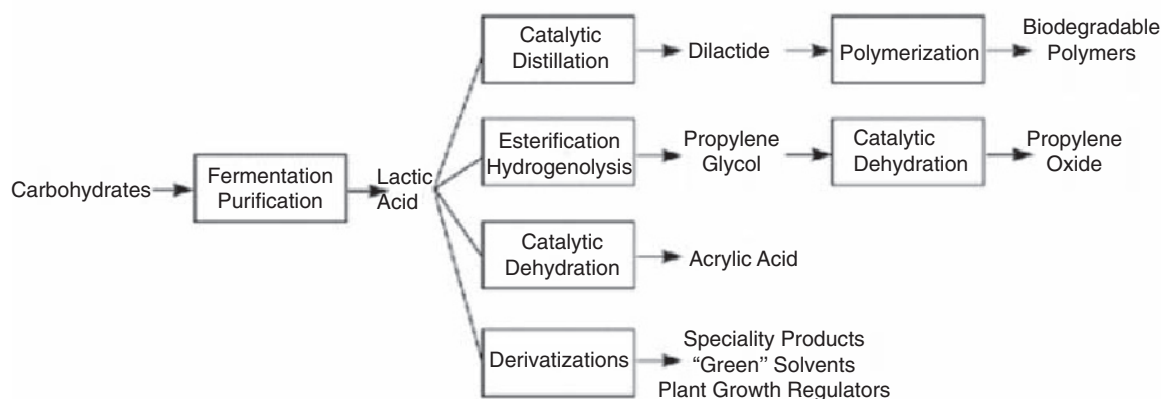 Carbohydrates
Fermentation
Purification
Lactic
Acid
Catalytic
Distillation
Dilactide
Polymerization
Biodegradable
Polymers
Esterification
Hydrogenolysis
Propylene
Glycol
Catalytic
Dehydration
Propylene
Oxide
Catalytic
Dehydration
Acrylic Acid
Derivatizations
Speciality Products
“Green” Solvents
Plant Growth Regulators